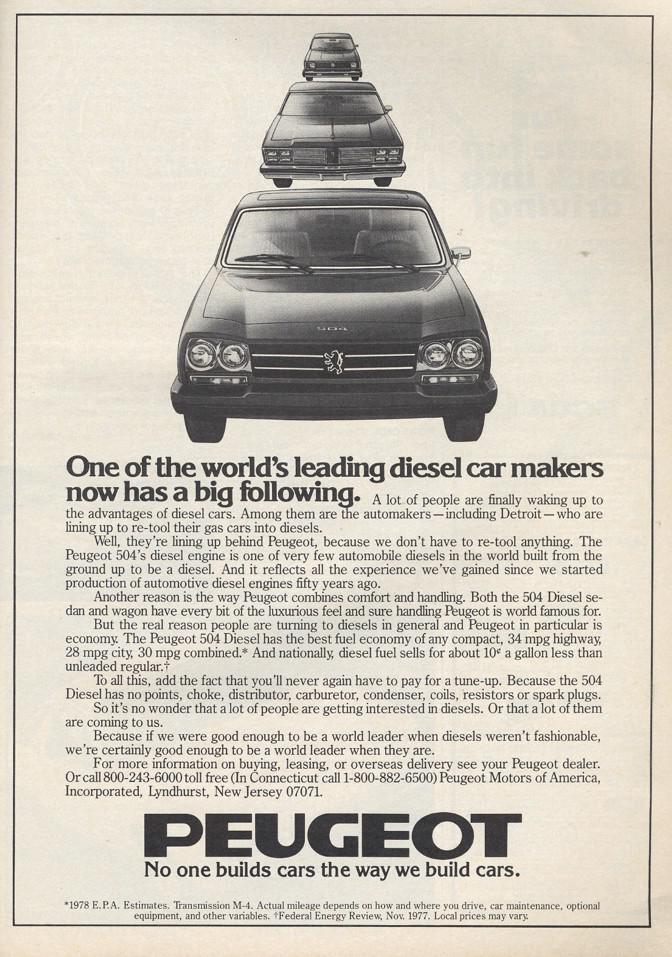 504
One of the world's leading diesel car makers
now has a big following. A lot of people are finally waking up to
the advantages of diesel cars. Among them are the automakers—including Detroit—who are
lining up to re-tool their gas cars into diesels.
Well, they're lining up behind Peugeot, because we don't have to re-tool anything. The
Peugeot 504's diesel engine is one of very few automobile diesels in the world built from the
ground up to be a diesel. And it reflects all the experience we've gained since we started
production of automotive diesel engines fifty years ago.
Another reason is the way Peugeot combines comfort and handling. Both the 504 Diesel se-
dan and wagon have every bit of the luxurious feel and sure handling Peugeot is world famous for.
But the real reason people are turning to diesels in general and Peugeot in particular is
economy. The Peugeot 504 Diesel has the best fuel economy of any compact, 34 mpg highway,
28 mpg city, 30 mpg combined.* And nationally, diesel fuel sells for about 10¢ a gallon less than
unleaded regular.†
To all this, add the fact that you'll never again have to pay for a tune-up. Because the 504
Diesel has no points, choke, distributor, carburetor, condenser, coils, resistors or spark plugs.
So it's no wonder that a lot of people are getting interested in diesels. Or that a lot of them
are coming to us.
Because if we were good enough to be a world leader when diesels weren't fashionable,
we're certainly good enough to be a world leader when they are.
For more information on buying, leasing, or overseas delivery see your Peugeot dealer.
Or call 800-243-6000 toll free (In Connecticut call 1-800-882-6500) Peugeot Motors of America,
Incorporated, Lyndhurst, New Jersey 07071.
PEUGEOT
No one builds cars the way we build cars.
*1978 E.P.A. Estimates. Transmission M-4. Actual mileage depends on how and where you drive, car maintenance, optional
equipment, and other variables. †Federal Energy Review, Nov. 1977. Local prices may vary.